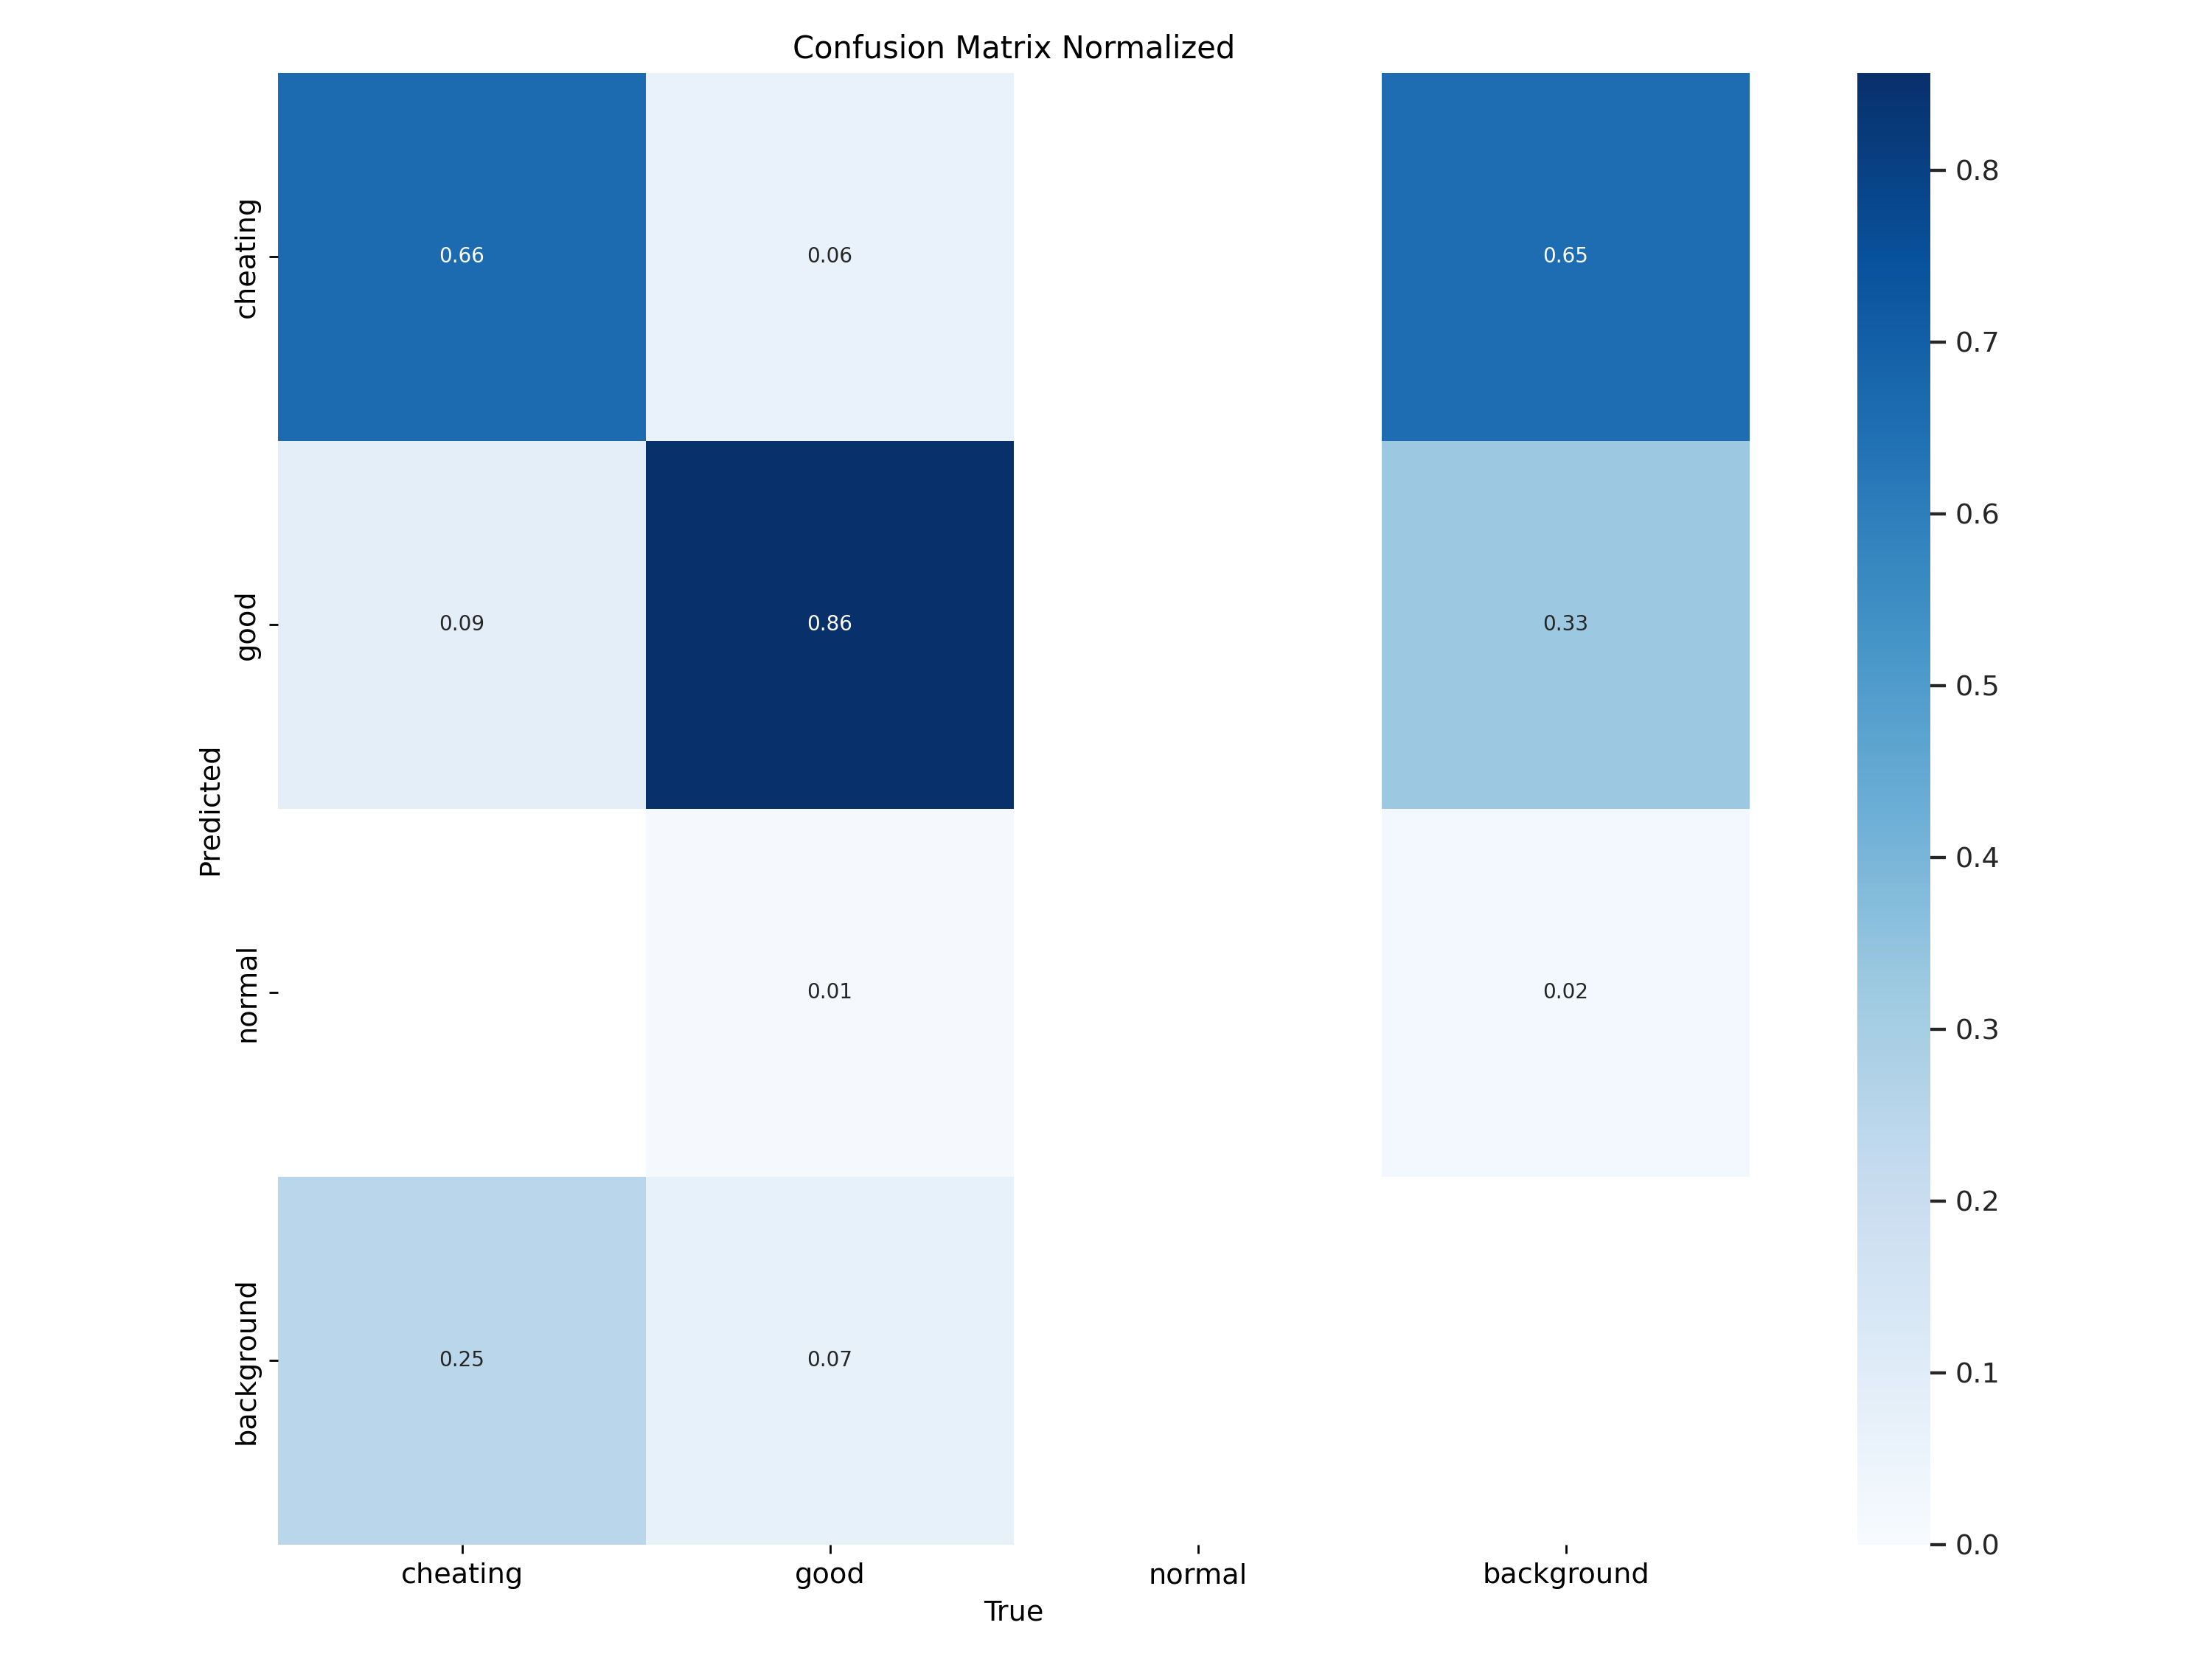 Confusion Matrix Normalized
cheating
0.66
0.06
0.65
good
0.09
0.86
0.33
normal
0.01
0.02
background
0.25
0.07
Predicted
cheating
good
normal
background
True
0.8
0.7
0.6
0.5
0.4
0.3
0.2
0.1
0.0